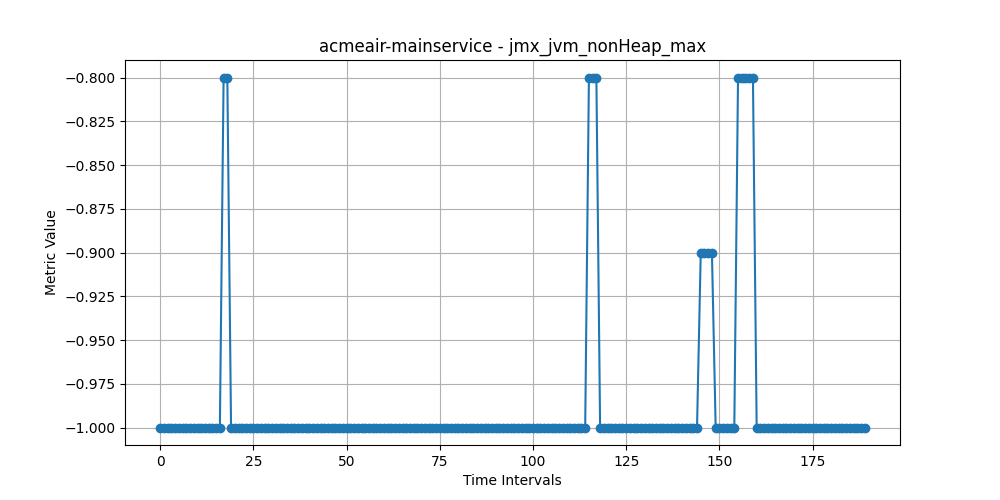 acmeair-mainservice - jmx_jvm_nonHeap_max
−0.800
−0.825
−0.850
−0.875
−0.900
−0.925
−0.950
−0.975
−1.000
Metric Value
0 25 50 75 100 125 150 175
Time Intervals